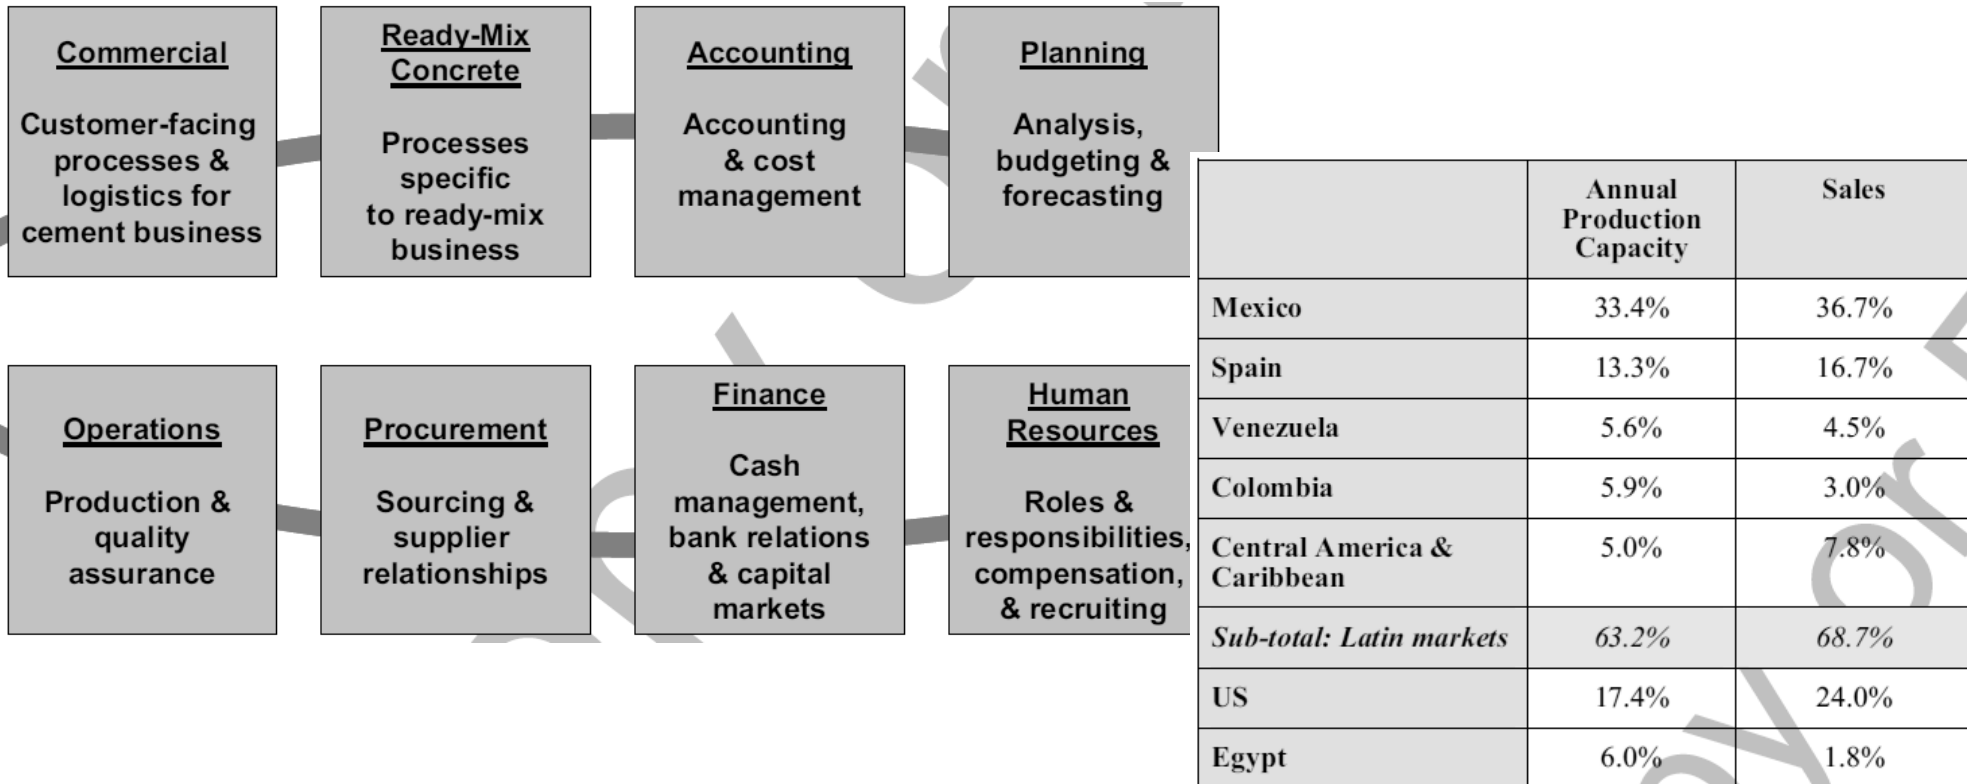 Commercial
Customer-facing
processes &
logistics for
cement business
Ready-Mix
Concrete
Processes
specific
to ready-mix
business
Accounting
Accounting
& cost
management
Planning
Analysis,
budgeting &
forecasting
Operations
Production &
quality
assurance
Procurement
Sourcing &
supplier
relationships
Finance
Cash
management,
bank relations
& capital
markets
Human
Resources
Roles &
responsibilities,
compensation,
& recruiting
Annual
Production
Capacity
Sales
Mexico 33.4% 36.7%
Spain 13.3% 16.7%
Venezuela 5.6% 4.5%
Colombia 5.9% 3.0%
Central America &
Caribbean 5.0% 7.8%
Sub-total: Latin markets 63.2% 68.7%
US 17.4% 24.0%
Egypt 6.0% 1.8%